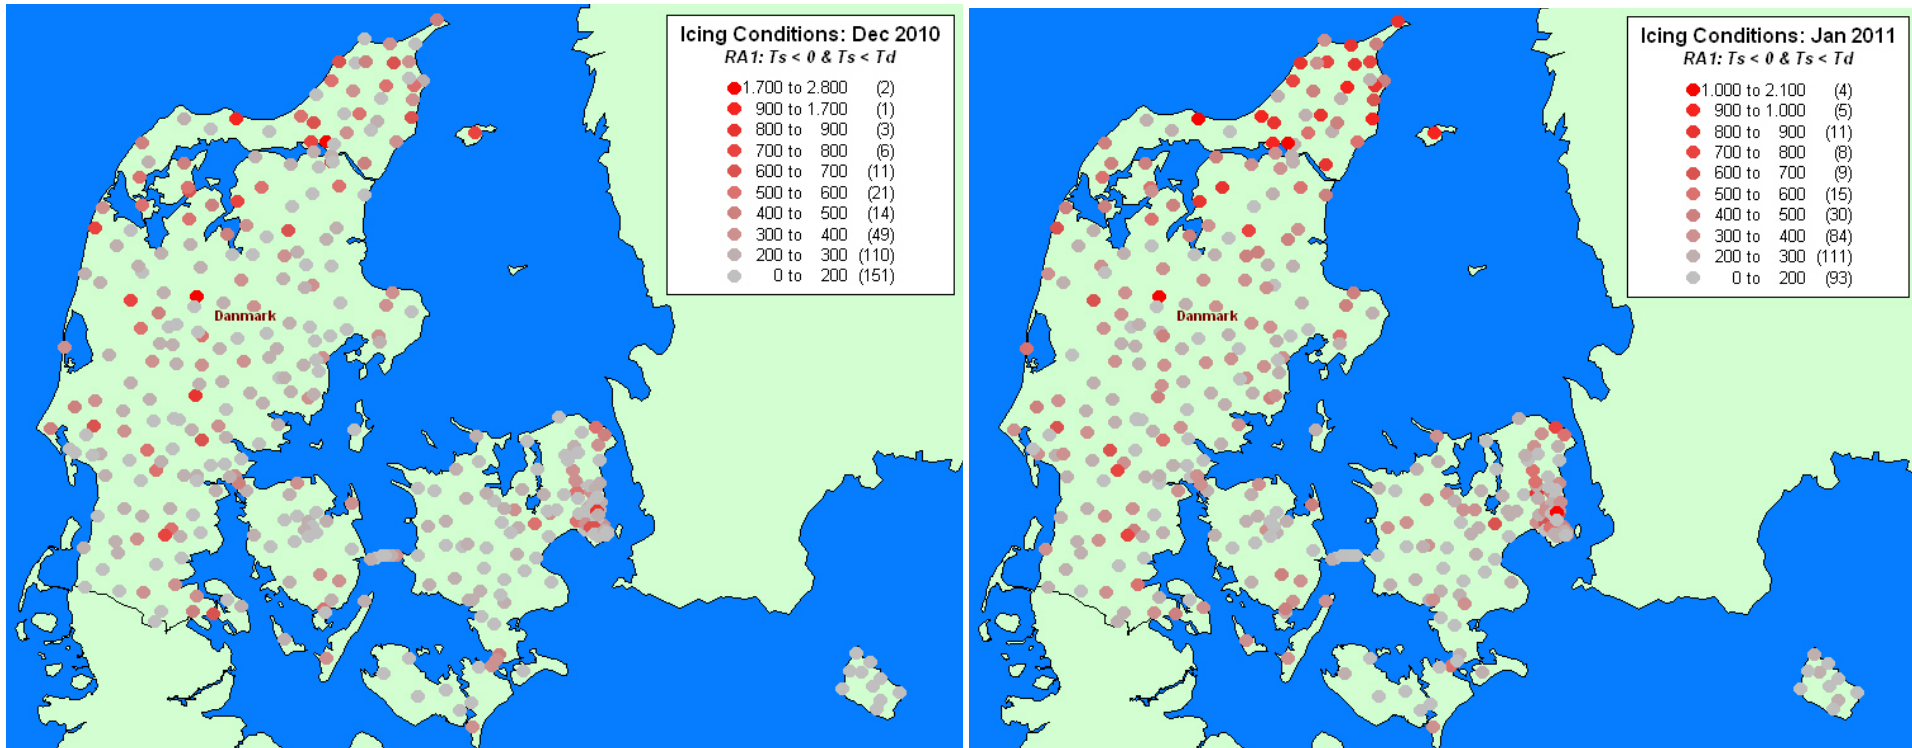 Icing Conditions: Dec 2010
RA1: Ts < 0 & Ts < Td
1.700 to 2.800 (2)
900 to 1.700 (1)
800 to 900 (3)
700 to 800 (6)
600 to 700 (11)
500 to 600 (21)
400 to 500 (14)
300 to 400 (49)
200 to 300 (110)
0 to 200 (151)
Danmark
Icing Conditions: Jan 2011
RA1: Ts < 0 & Ts < Td
1.000 to 2.100 (4)
900 to 1.000 (5)
800 to 900 (11)
700 to 800 (8)
600 to 700 (9)
500 to 600 (15)
400 to 500 (30)
300 to 400 (84)
200 to 300 (111)
0 to 200 (93)
Danmark